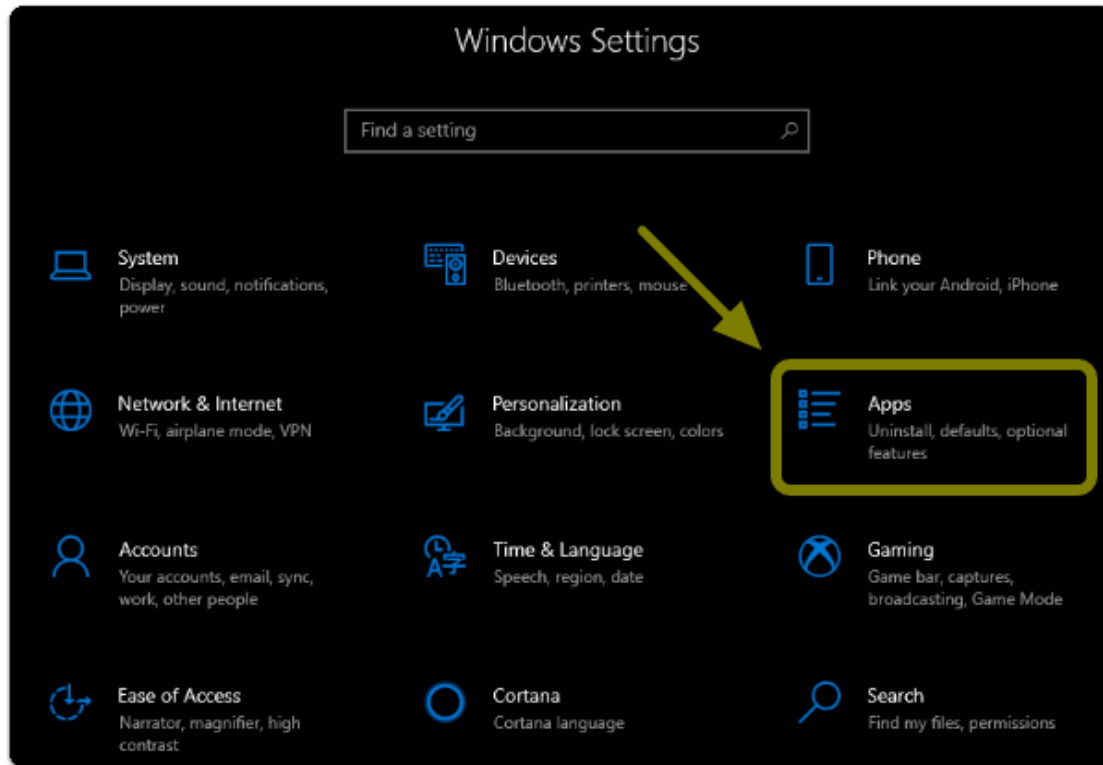 Windows Settings
Find a setting
System
Display, sound, notifications,
power
Devices
Bluetooth, printers, mouse
Phone
Link your Android, iPhone
Network & Internet
Wi-Fi, airplane mode, VPN
Personalization
Background, lock screen, colors
Apps
Uninstall, defaults, optional
features
Accounts
Your accounts, email, sync,
work, other people
Time & Language
Speech, region, date
Gaming
Game bar, captures,
broadcasting, Game Mode
Ease of Access
Narrator, magnifier, high
contrast
Cortana
Cortana language
Search
Find my files, permissions